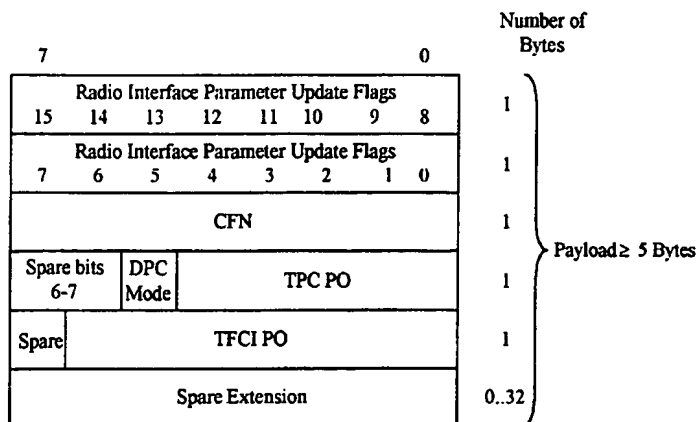 Number of
Bytes
7 0
Radio Interface Parameter Update Flags
15 14 13 12 11 10 9 8
1
Radio Interface Parameter Update Flags
7 6 5 4 3 2 1 0
1
CFN
1
Spare bits
6-7
DPC
Mode
TPC PO
1
Payload ≥ 5 Bytes
Spare
TFCI PO
1
Spare Extension
0..32